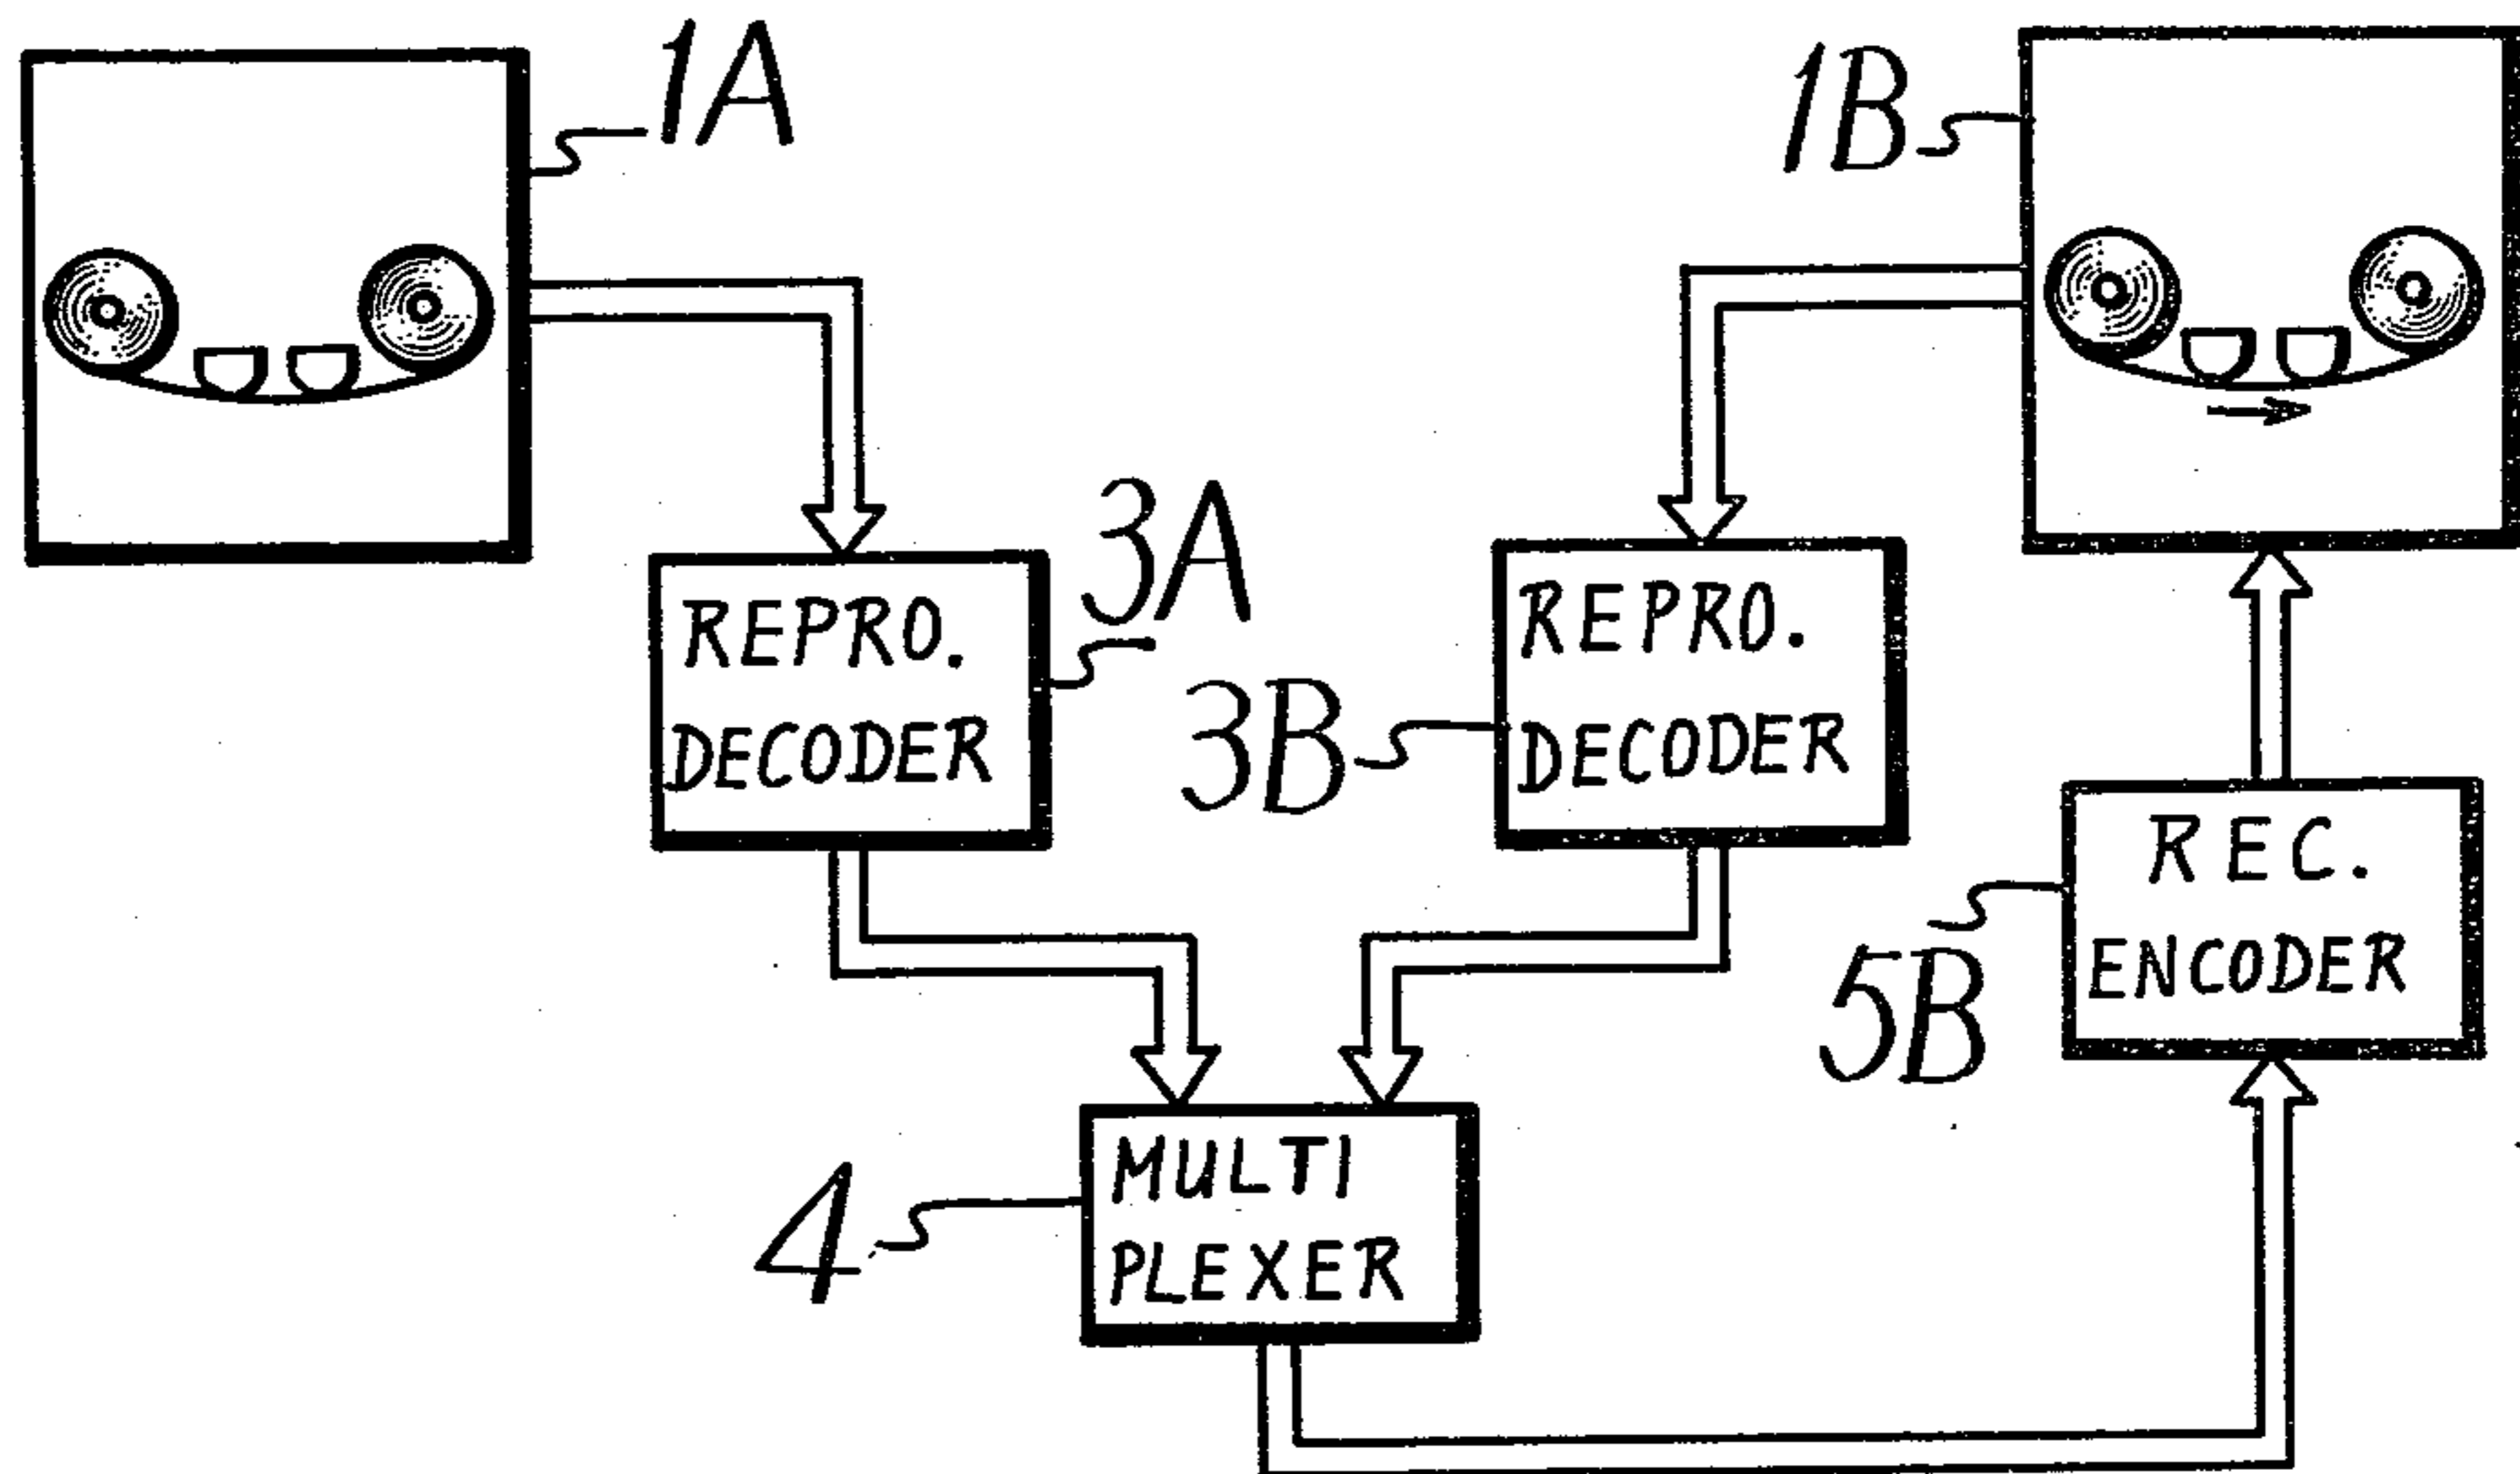 1A
1B
3A
REPRO.
DECODER
3B
REPRO.
DECODER
5B
REC.
ENCODER
4
MULTI
PLEXER